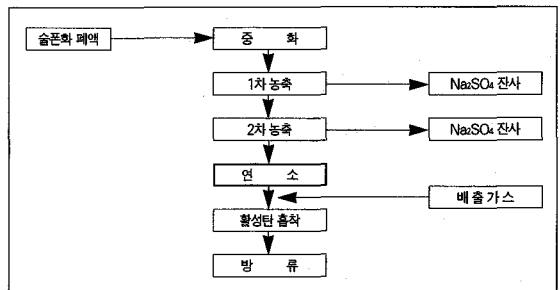 술폰화 폐액
중 화
1차 농축
Na₂SO₄ 잔사
2차 농축
Na₂SO₄ 잔사
연 소
배출가스
활성탄 흡착
방 류